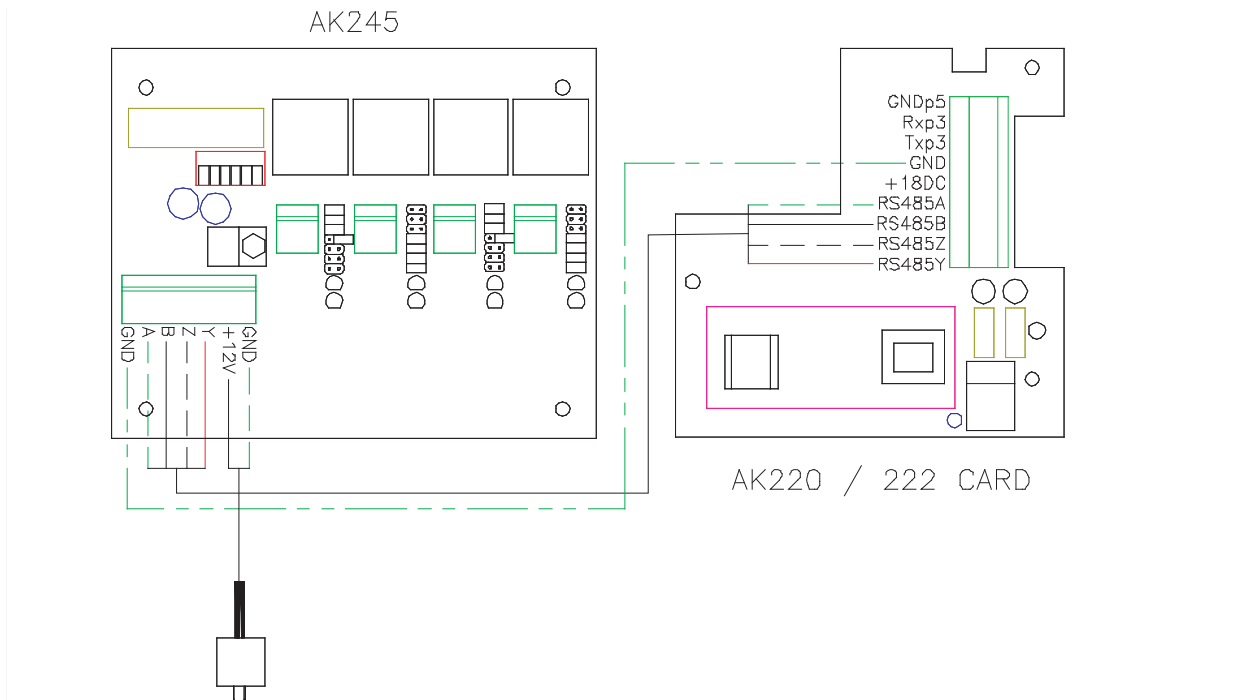 AK245
GNDp5
Rxp3
Txp3
GND
+18DC
RS485A
RS485B
RS485Z
RS485Y
GND
A
B
Z
Y
+12V
GND
AK220 / 222 CARD